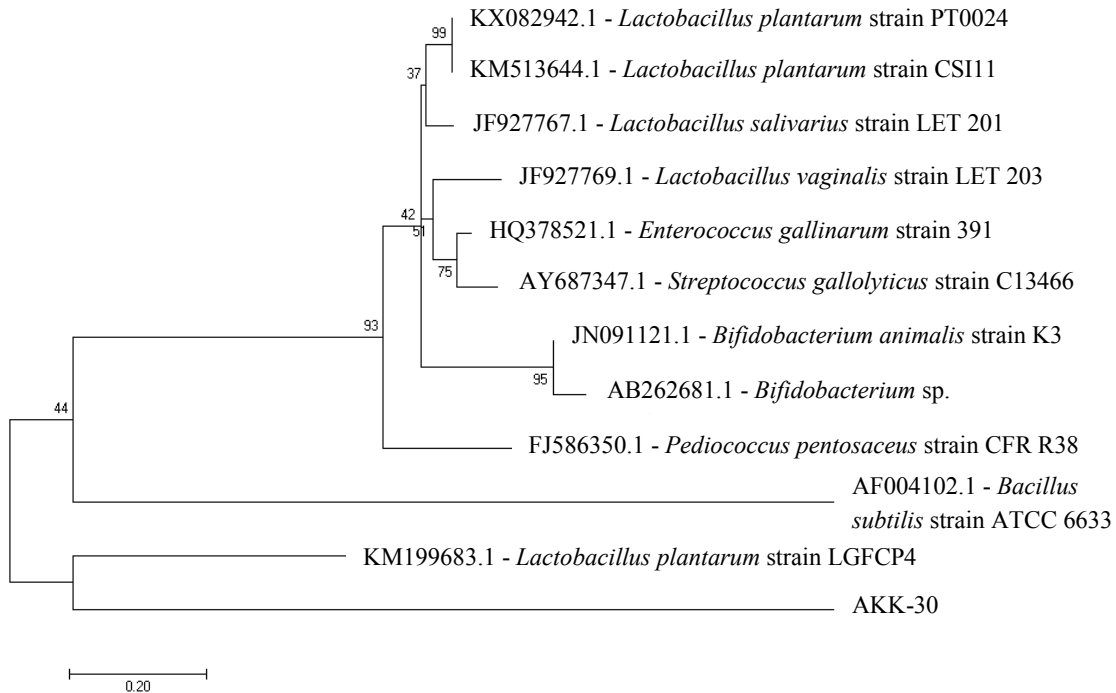 99
KX082942.1 - Lactobacillus plantarum strain PT0024
37
KM513644.1 - Lactobacillus plantarum strain CSI11
JF927767.1 - Lactobacillus salivarius strain LET 201
JF927769.1 - Lactobacillus vaginalis strain LET 203
42
51
HQ378521.1 - Enterococcus gallinarum strain 391
75
AY687347.1 - Streptococcus gallolyticus strain C13466
93
JN091121.1 - Bifidobacterium animalis strain K3
95
AB262681.1 - Bifidobacterium sp.
44
FJ586350.1 - Pediococcus pentosaceus strain CFR R38
AF004102.1 - Bacillus
subtilis strain ATCC 6633
KM199683.1 - Lactobacillus plantarum strain LGFCP4
AKK-30
0.20